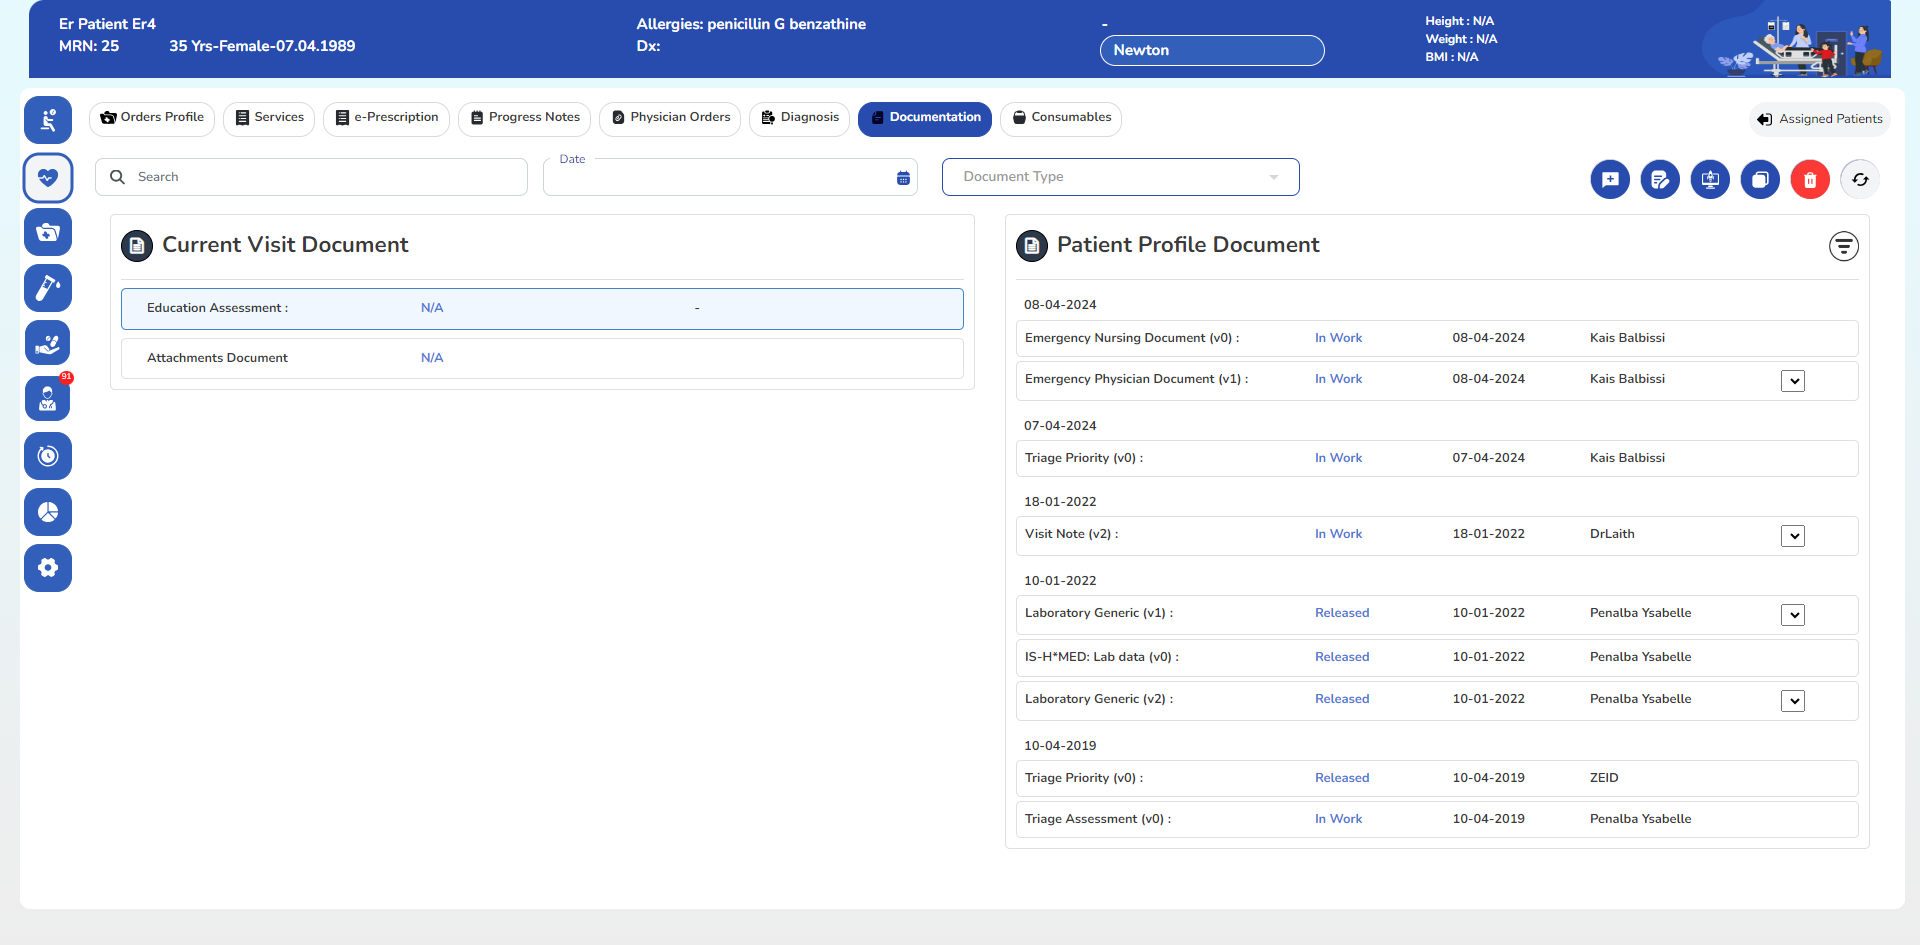 Er Patient Er4
MRN: 25 35 Yrs-Female-07.04.1989
Allergies: penicillin G benzathine
Dx:
-
Newton
Height : N/A
Weight : N/A
BMI : N/A
Orders Profile Services e-Prescription Progress Notes Physician Orders Diagnosis Documentation Consumables Assigned Patients
Search
Date
Document Type
91
Current Visit Document
Education Assessment : N/A -
Attachments Document N/A
Patient Profile Document
08-04-2024
Emergency Nursing Document (v0) : In Work 08-04-2024 Kais Balbissi
Emergency Physician Document (v1) : In Work 08-04-2024 Kais Balbissi
07-04-2024
Triage Priority (v0) : In Work 07-04-2024 Kais Balbissi
18-01-2022
Visit Note (v2) : In Work 18-01-2022 DrLaith
10-01-2022
Laboratory Generic (v1) : Released 10-01-2022 Penalba Ysabelle
IS-H*MED: Lab data (v0) : Released 10-01-2022 Penalba Ysabelle
Laboratory Generic (v2) : Released 10-01-2022 Penalba Ysabelle
10-04-2019
Triage Priority (v0) : Released 10-04-2019 ZEID
Triage Assessment (v0) : In Work 10-04-2019 Penalba Ysabelle